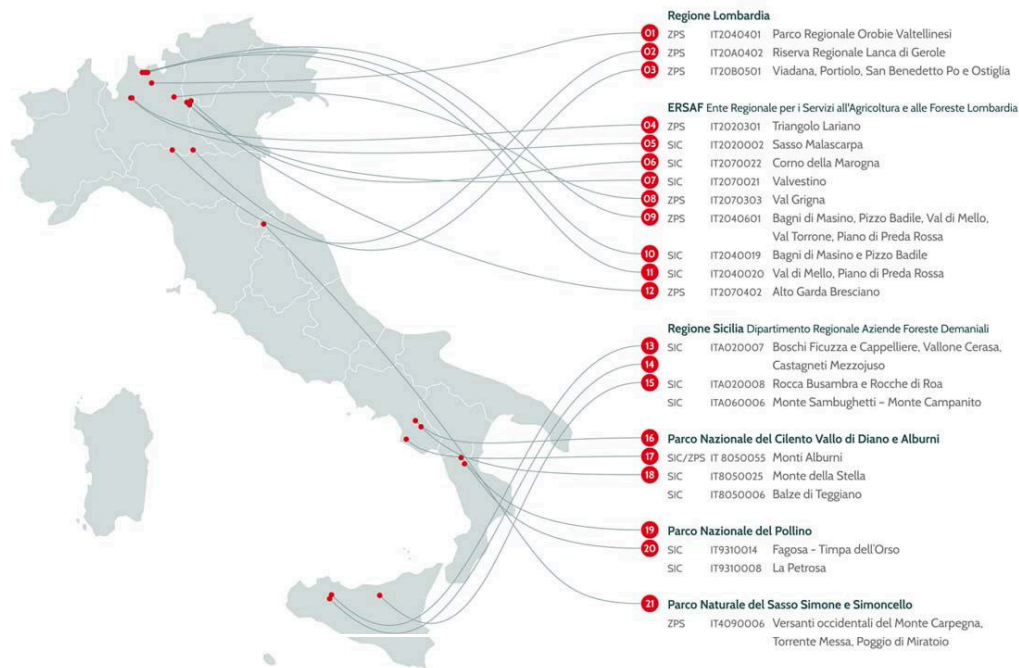 Regione Lombardia
01 ZPS IT2040401 Parco Regionale Orobie Valtellinesi
02 ZPS IT20A0402 Riserva Regionale Lanca di Gerole
03 ZPS IT20B0501 Viadana, Portiolo, San Benedetto Po e Ostiglia
ERSAF Ente Regionale per i Servizi all'Agricoltura e alle Foreste Lombardia
04 ZPS IT2020301 Triangolo Lariano
05 SIC IT2020002 Sasso Malascarpa
06 SIC IT2070022 Corno della Marogna
07 SIC IT2070021 Valvestino
08 ZPS IT2070303 Val Grigna
09 ZPS IT2040601 Bagni di Masino, Pizzo Badile, Val di Mello,
Val Torrone, Piano di Preda Rossa
10 SIC IT2040019 Bagni di Masino e Pizzo Badile
11 SIC IT2040020 Val di Mello, Piano di Preda Rossa
12 ZPS IT2070402 Alto Garda Bresciano
Regione Sicilia Dipartimento Regionale Aziende Foreste Demaniali
13 SIC ITA020007 Boschi Ficuzza e Cappelliere, Vallone Cerasa,
14 Castagneti Mezzojuso
15 SIC ITA020008 Rocca Busambra e Rocche di Roa
SIC ITA060006 Monte Sambughetti – Monte Campanito
16 Parco Nazionale del Cilento Vallo di Diano e Alburni
17 SIC/ZPS IT 8050055 Monti Alburni
18 SIC IT8050025 Monte della Stella
SIC IT8050006 Balze di Teggiano
19 Parco Nazionale del Pollino
20 SIC IT9310014 Fagosa - Timpa dell'Orso
SIC IT9310008 La Petrosa
21 Parco Naturale del Sasso Simone e Simoncello
ZPS IT4090006 Versanti occidentali del Monte Carpegna,
Torrente Messa, Poggio di Miratoio